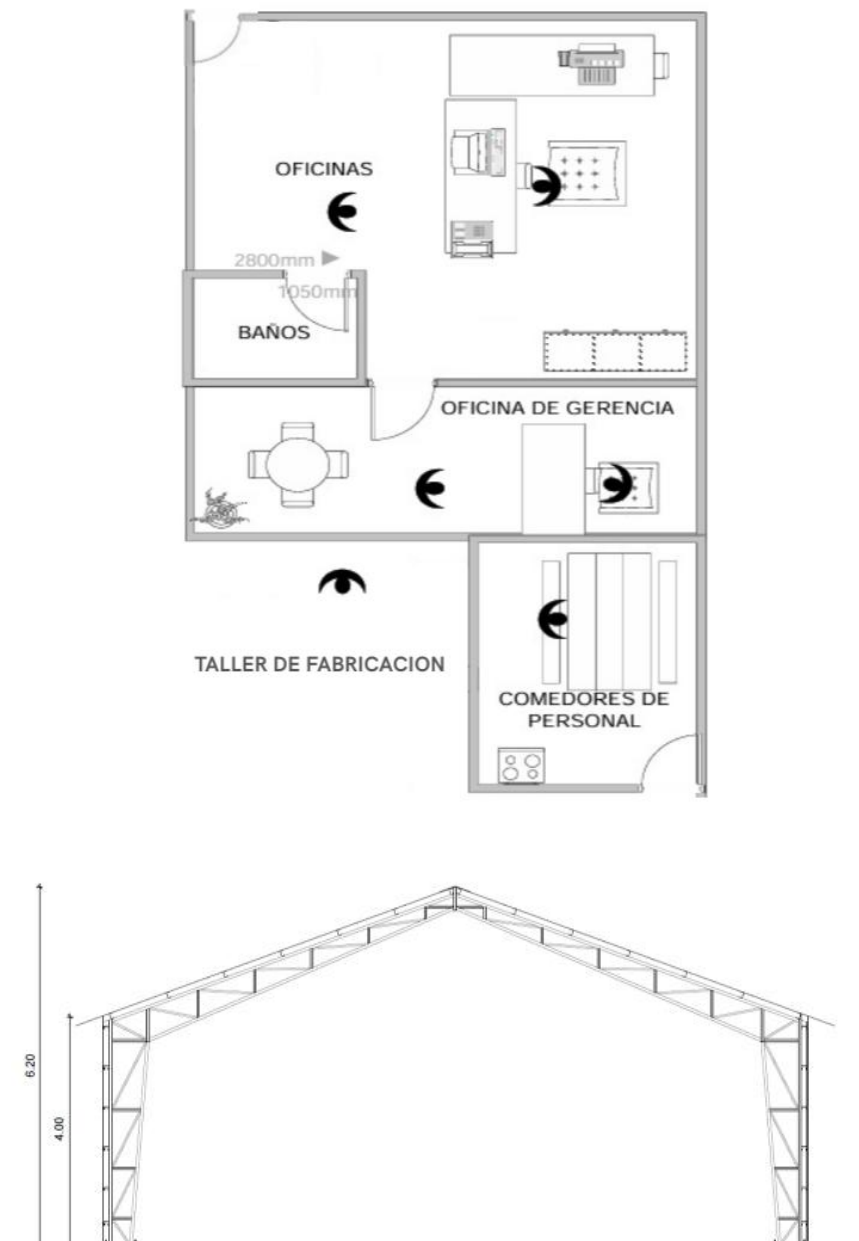 OFICINAS
2800mm
1050mm
BAÑOS
OFICINA DE GERENCIA
TALLER DE FABRICACION
COMEDORES DE
PERSONAL
6.20
4.00